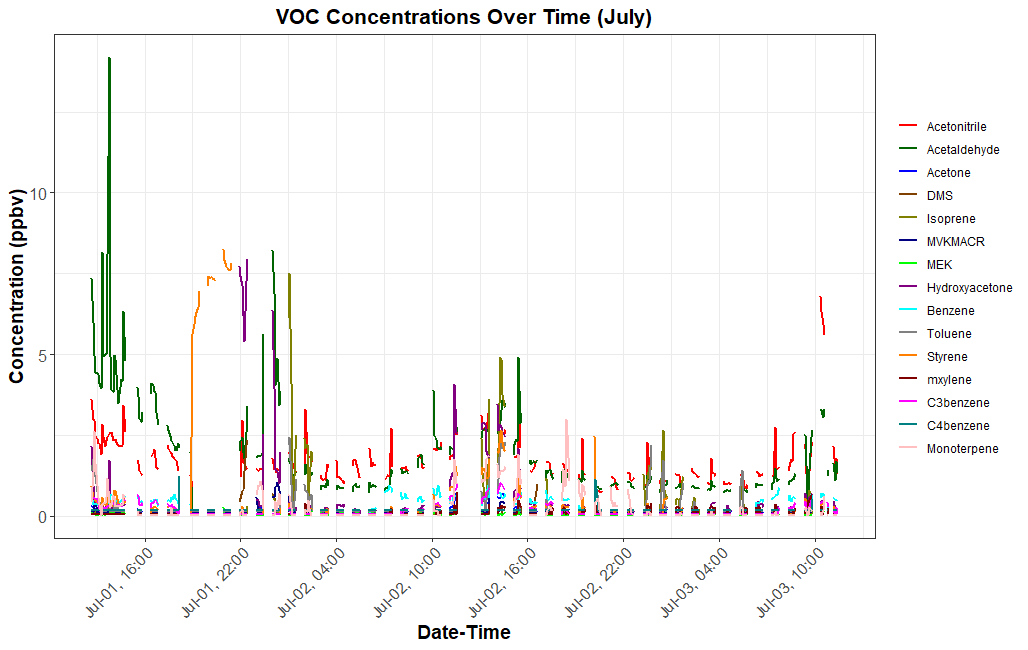 VOC Concentrations Over Time (July)
Concentration (ppbv)
10
5
0
Jul-01, 16:00
Jul-01, 22:00
Jul-02, 04:00
Jul-02, 10:00
Jul-02, 16:00
Jul-02, 22:00
Jul-03, 04:00
Jul-03, 10:00
Date-Time
Acetonitrile
Acetaldehyde
Acetone
DMS
Isoprene
MVKMACR
MEK
Hydroxyacetone
Benzene
Toluene
Styrene
mxylene
C3benzene
C4benzene
Monoterpene